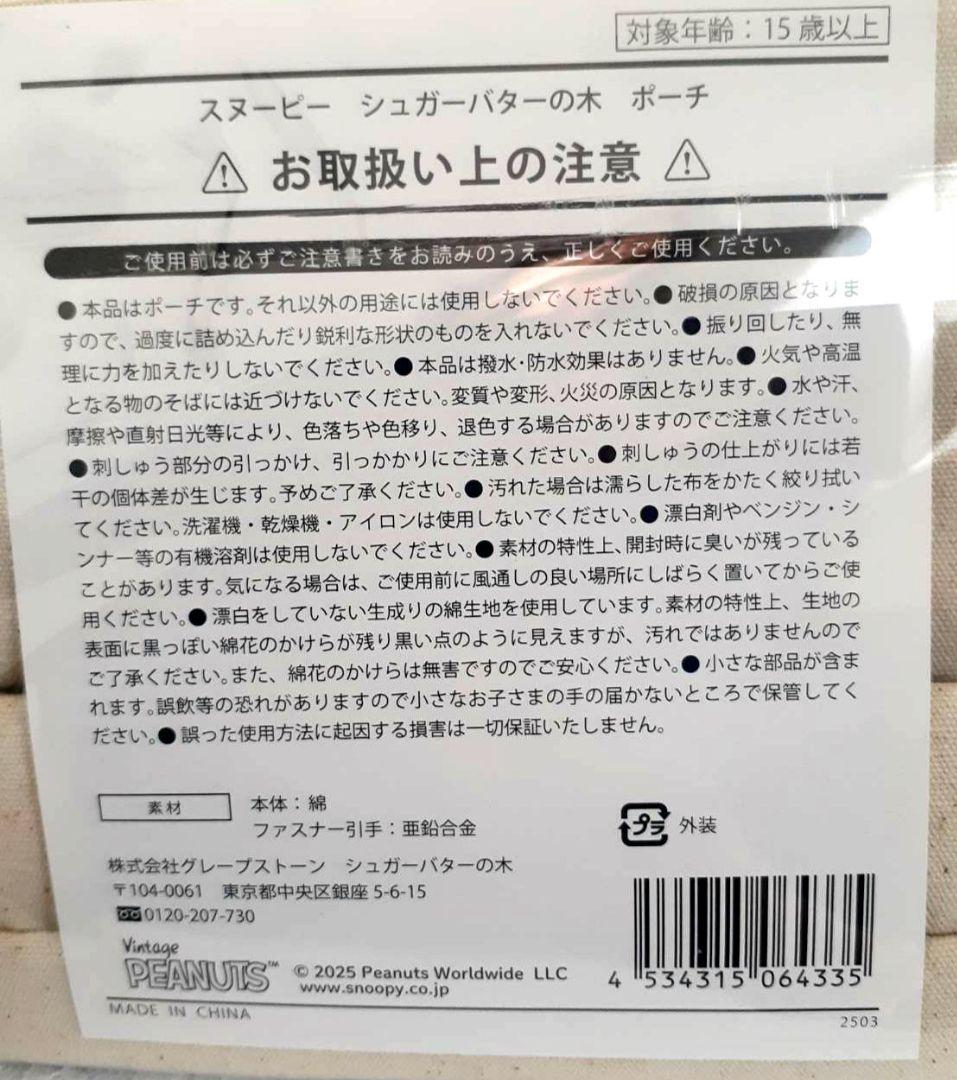 対象年齢：15歳以上
スヌーピー　シュガーバターの木　ポーチ
お取扱い上の注意
ご使用前は必ずご注意書きをお読みのうえ、正しくご使用ください。
●本品はポーチです。それ以外の用途には使用しないでください。●破損の原因となりま
すので、過度に詰め込んだり鋭利な形状のものを入れないでください。●振り回したり、無
理に力を加えたりしないでください。●本品は撥水・防水効果はありません。●火気や高温
となる物のそばには近づけないでください。変質や変形、火災の原因となります。●水や汗、
摩擦や直射日光等により、色落ちや色移り、退色する場合がありますのでご注意ください。
●刺しゅう部分の引っかけ、引っかかりにご注意ください。●刺しゅうの仕上がりには若
干の個体差が生じます。予めご了承ください。●汚れた場合は濡らした布をかたく絞り拭い
てください。洗濯機・乾燥機・アイロンは使用しないでください。●漂白剤やベンジン・シ
ンナー等の有機溶剤は使用しないでください。●素材の特性上、開封時に臭いが残っている
ことがあります。気になる場合は、ご使用前に風通しの良い場所にしばらく置いてからご使
用ください。●漂白をしていない生成りの綿生地を使用しています。素材の特性上、生地の
表面に黒っぽい綿花のかけらが残り黒い点のように見えますが、汚れではありませんので
ご了承ください。また、綿花のかけらは無害ですのでご安心ください。●小さな部品が含ま
れます。誤飲等の恐れがありますので小さなお子さまの手の届かないところで保管してく
ださい。●誤った使用方法に起因する損害は一切保証いたしません。
素材
本体：綿
ファスナー引手：亜鉛合金
プラ 外装
株式会社グレープストーン　シュガーバターの木
〒104-0061　東京都中央区銀座5-6-15
0120-207-730
Vintage
PEANUTS™
© 2025 Peanuts Worldwide LLC
www.snoopy.co.jp
4 534315 064335
MADE IN CHINA
2503